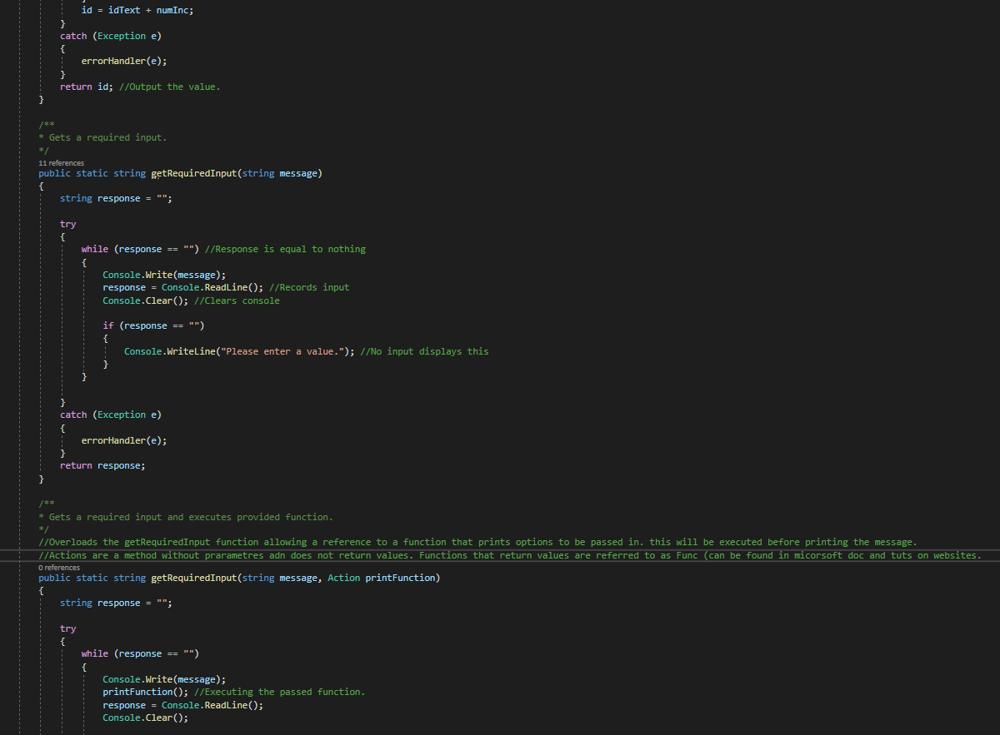 id = idText + numInc;
}
catch (Exception e)
{
errorHandler(e);
}
return id; //Output the value.
}
/**
* Gets a required input.
*/
11 references
public static string getRequiredInput(string message)
{
string response = "";
try
{
while (response == "") //Response is equal to nothing
{
Console.Write(message);
response = Console.ReadLine(); //Records input
Console.Clear(); //Clears console
if (response == "")
{
Console.WriteLine("Please enter a value."); //No input displays this
}
}
}
catch (Exception e)
{
errorHandler(e);
}
return response;
}
/**
* Gets a required input and executes provided function.
*/
//Overloads the getRequiredInput function allowing a reference to a function that prints options to be passed in. this will be executed before printing the message.
//Actions are a method without prarametres adn does not return values. Functions that return values are referred to as Func (can be found in micorsoft doc and tuts on websites.
0 references
public static string getRequiredInput(string message, Action printFunction)
{
string response = "";
try
{
while (response == "")
{
Console.Write(message);
printFunction(); //Executing the passed function.
response = Console.ReadLine();
Console.Clear();